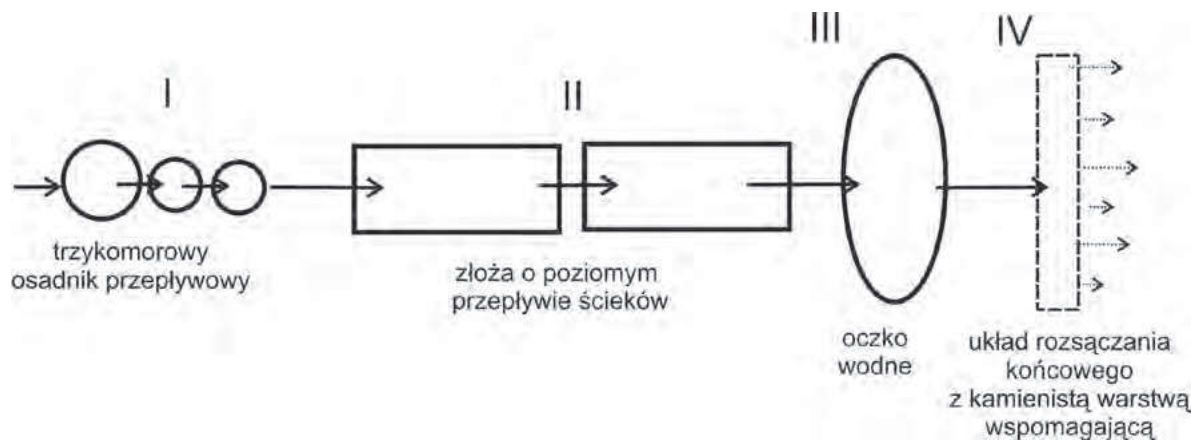 I
II
III
IV
trzykomorowy
osadnik przepływowy
złoża o poziomym
przepływie ścieków
oczko
wodne
układ rozsączania
końcowego
z kamienistą warstwą
wspomagającą